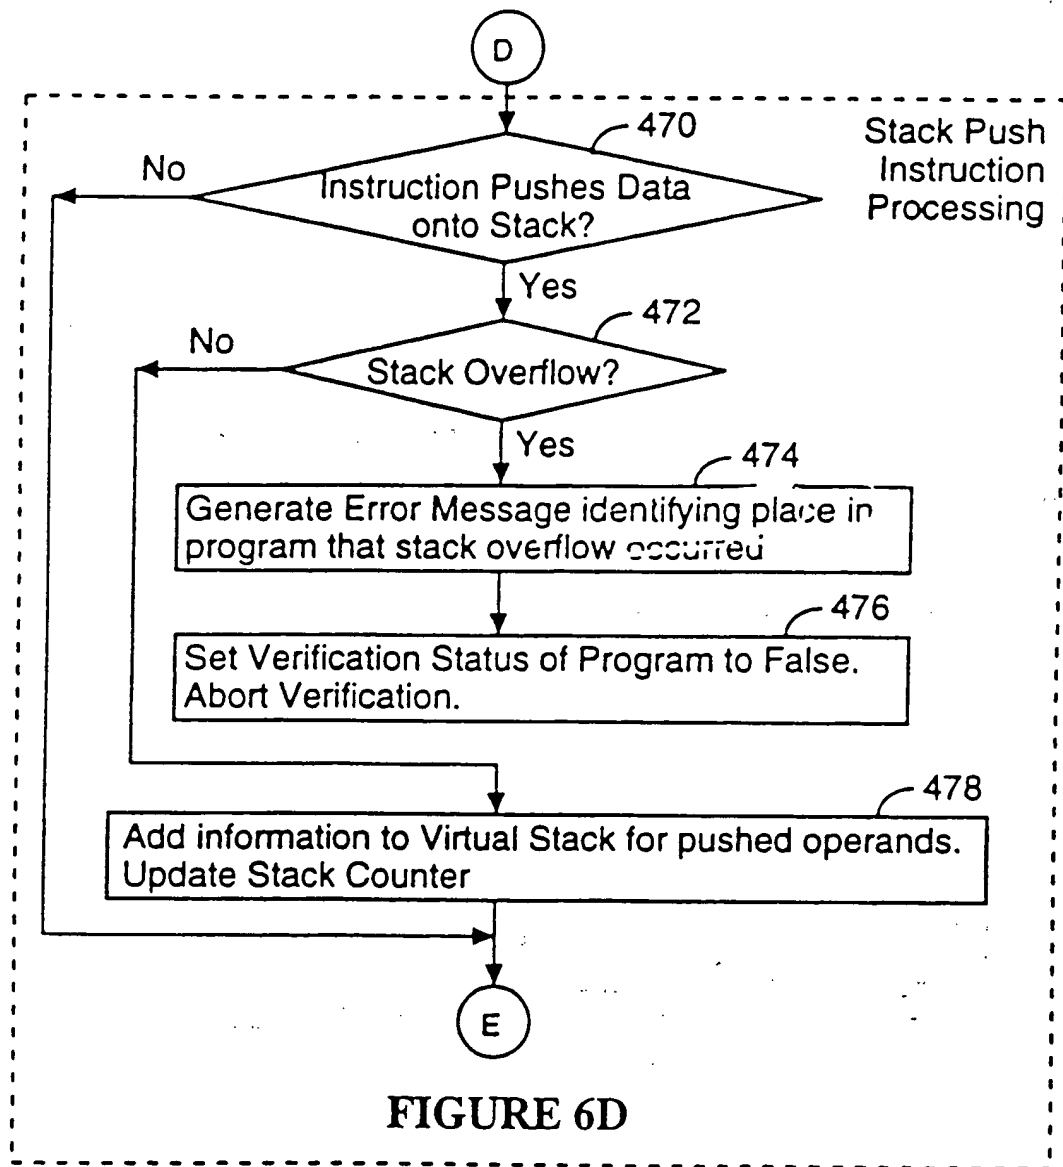 D
470
Stack Push
Instruction
Processing
No
Instruction Pushes Data
onto Stack?
Yes
472
No
Stack Overflow?
Yes
474
Generate Error Message identifying place in
program that stack overflow occurred
476
Set Verification Status of Program to False.
Abort Verification.
478
Add information to Virtual Stack for pushed operands.
Update Stack Counter
E
FIGURE 6D